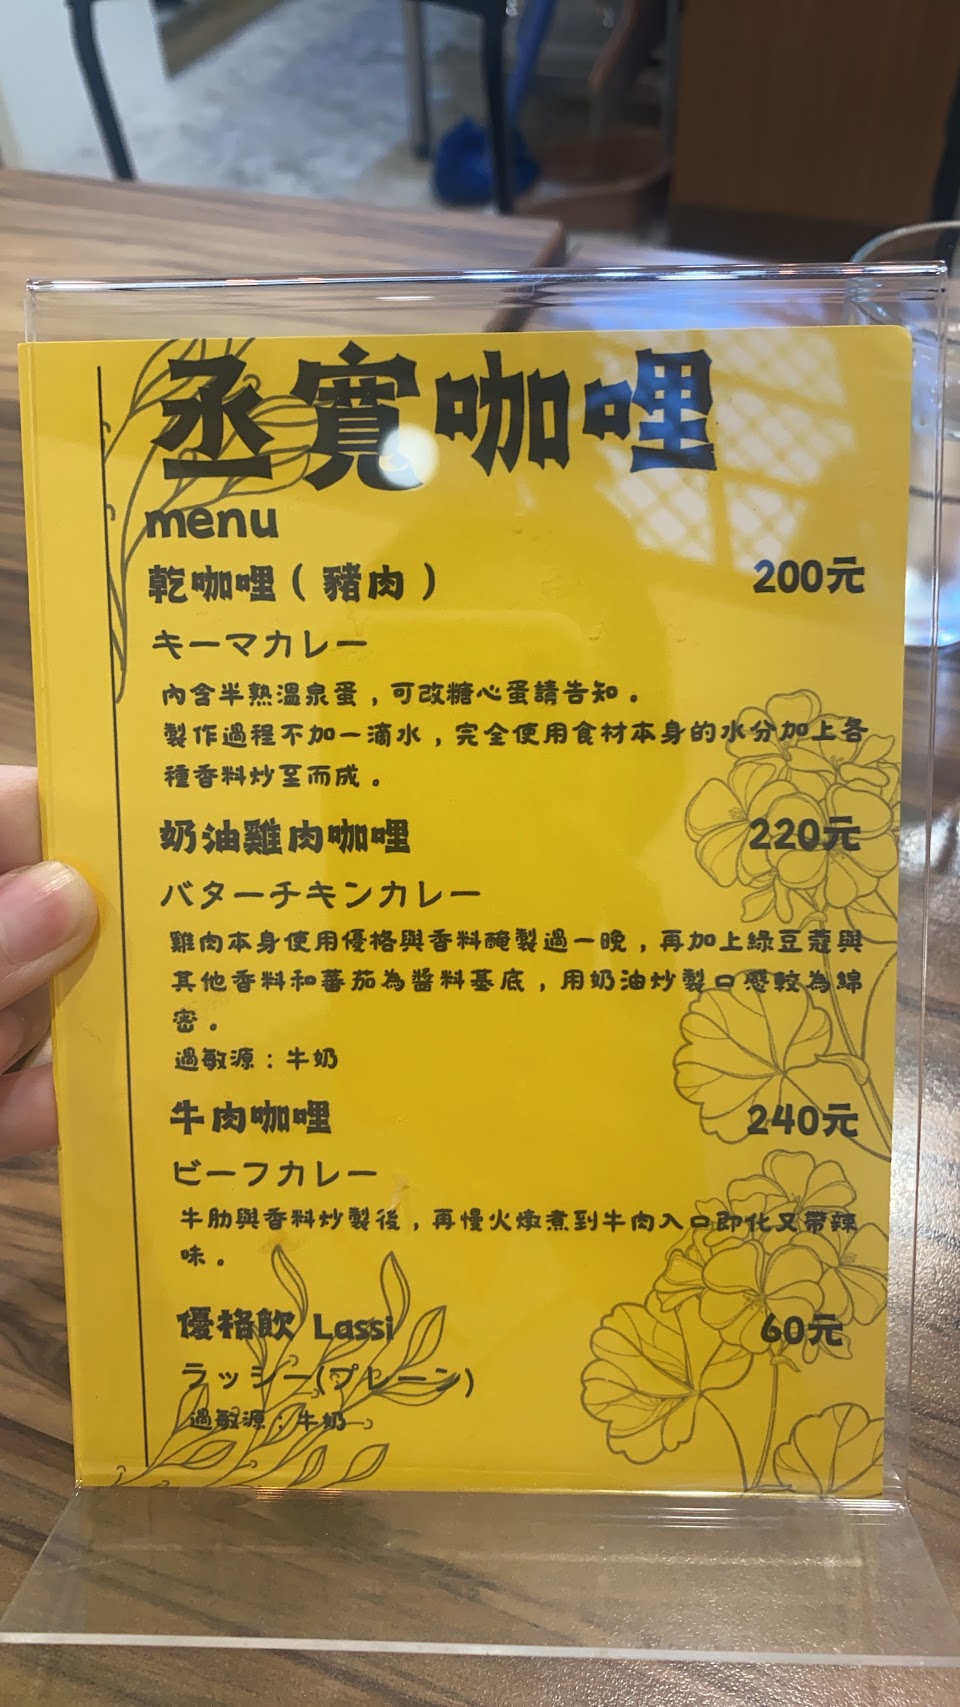 丞寬咖哩
menu
乾咖哩(豬肉) 200元
キーマカレー
內含半熟溫泉蛋,可改糖心蛋請告知。
製作過程不加一滴水,完全使用食材本身的水分加上各
種香料炒至而成。
奶油雞肉咖哩 220元
バターチキンカレー
雞肉本身使用優格與香料醃製過一晚,再加上綠豆蔻與
其他香料和蕃茄為醬料基底,用奶油炒製口感較為綿
密。
過敏源:牛奶
牛肉咖哩 240元
ビーフカレー
牛肋與香料炒製後,再慢火燉煮到牛肉入口即化又帶辣
味。
優格飲 Lassi 60元
ラッシー(プレーン)
過敏源:牛奶